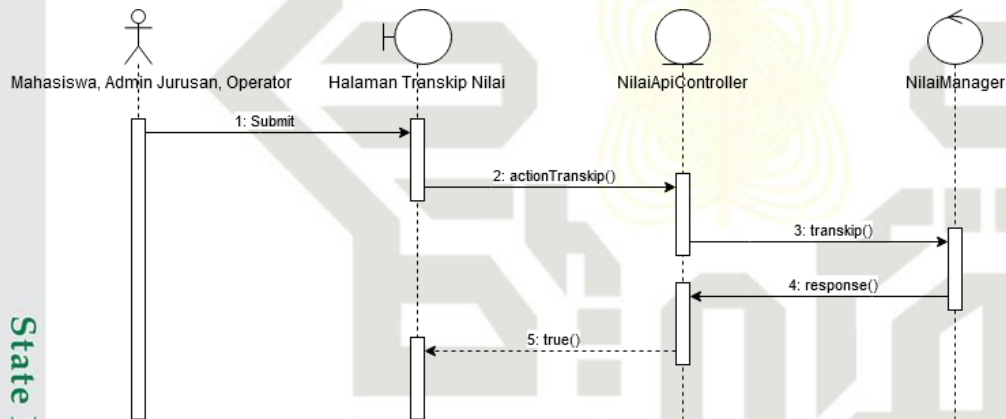 Mahasiswa, Admin Jurusan, Operator
Halaman Transkip Nilai
NilaiApiController
NilaiManager
1: Submit
2: actionTranskip()
3: transkip()
4: response()
5: true()
State